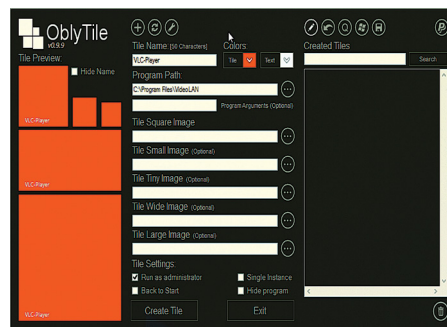 OblyTile
v0.9.9
Tile Preview:
Hide Name
VLC-Player
VLC-Player
VLC-Player
Tile Name: [50 Characters]
VLC-Player
Colors
Tile
Text
Program Path:
C:\Program Files\VideoLAN
Program Arguments (Optional)
Tile Square Image
Tile Small Image (Optional)
Tile Tiny Image (Optional)
Tile Wide Image (Optional)
Tile Large Image (Optional)
Tile Settings:
Run as administrator
Single Instance
Back to Start
Hide program
Create Tile
Exit
Created Tiles
Search